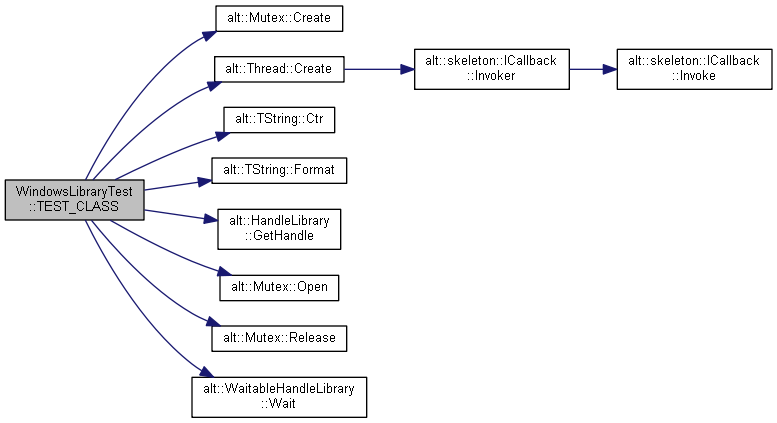 alt::Mutex::Create
alt::Thread::Create
alt::skeleton::ICallback
::Invoker
alt::skeleton::ICallback
::Invoke
alt::TString::Ctr
alt::TString::Format
WindowsLibraryTest
::TEST_CLASS
alt::HandleLibrary
::GetHandle
alt::Mutex::Open
alt::Mutex::Release
alt::WaitableHandleLibrary
::Wait